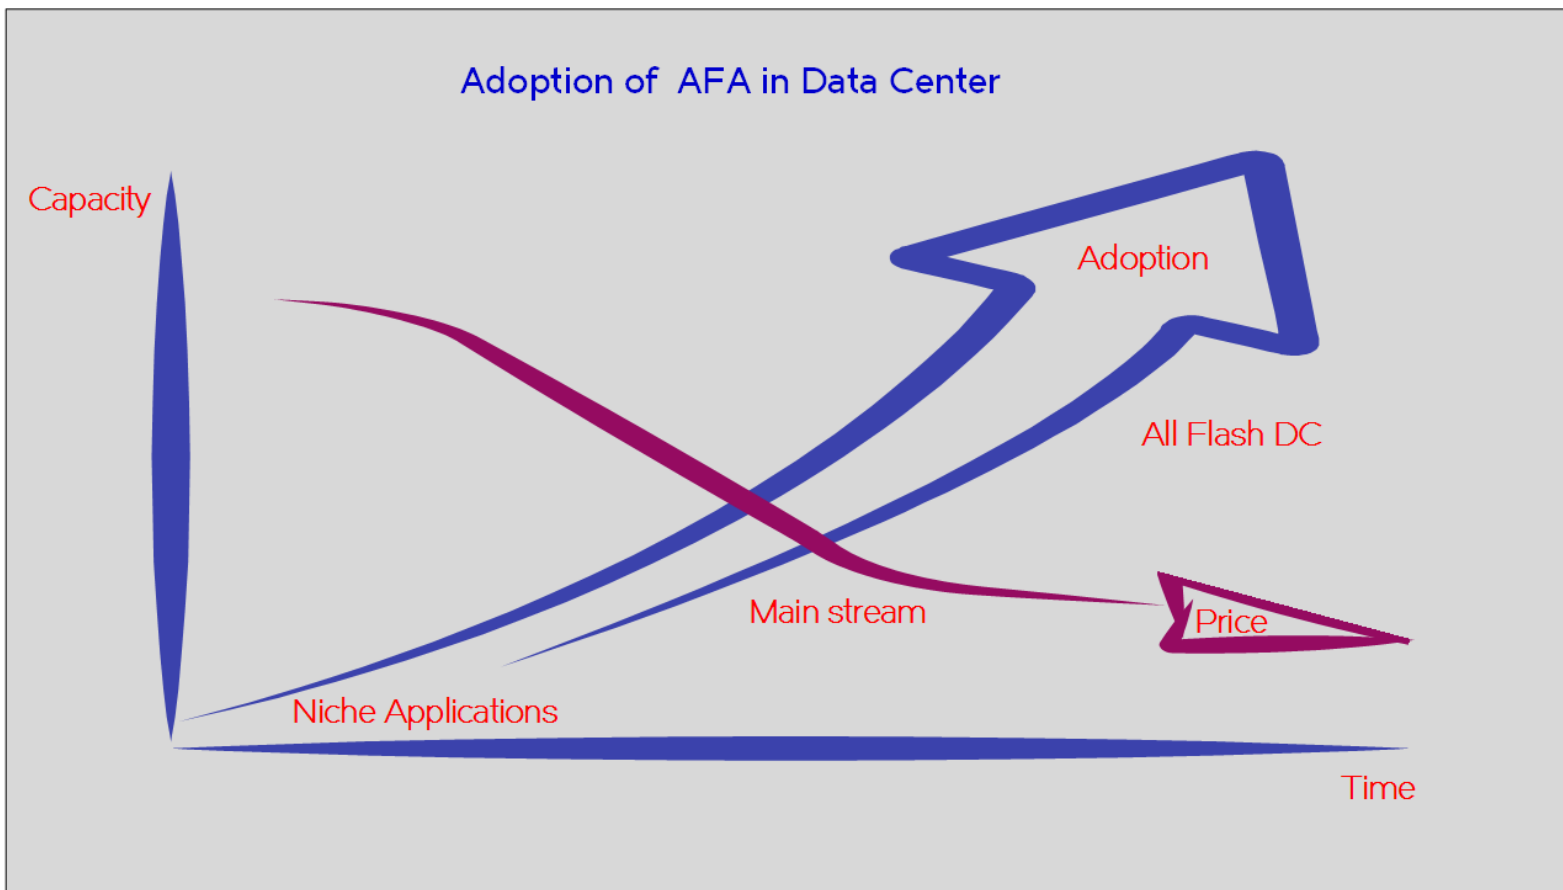 Adoption of AFA in Data Center
Capacity
Adoption
All Flash DC
Main stream
Price
Niche Applications
Time